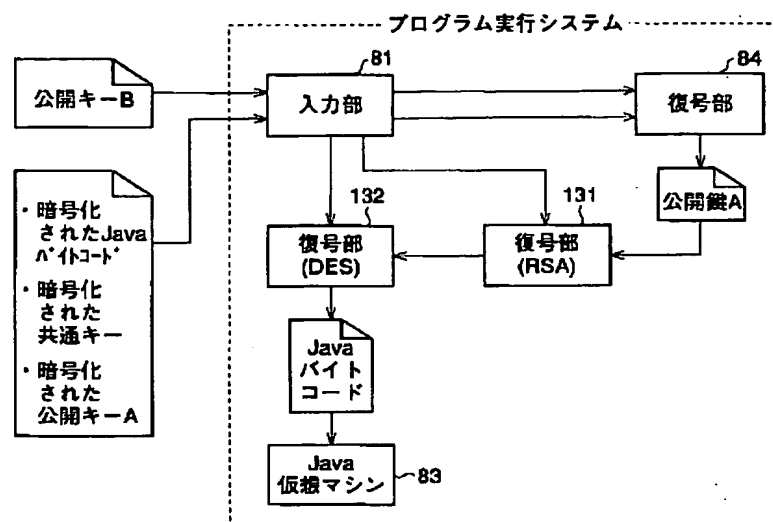 プログラム実行システム
公開キーB
81
入力部
84
復号部
公開鍵A
・暗号化
されたJava
バイトコード
・暗号化
された
共通キー
・暗号化
された
公開キーA
132
復号部
(DES)
131
復号部
(RSA)
Java
バイト
コード
Java
仮想マシン
83